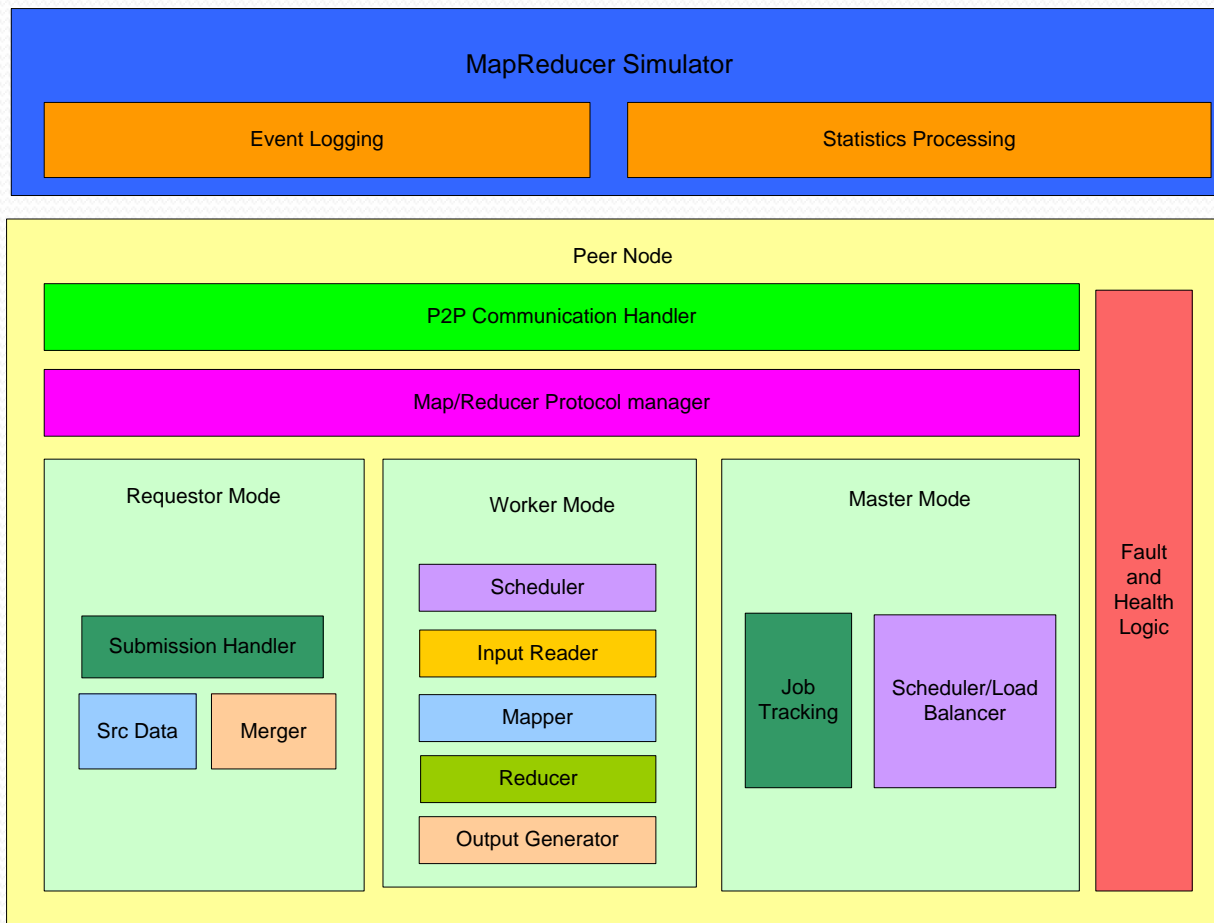 MapReducer Simulator
Event Logging
Statistics Processing
Peer Node
P2P Communication Handler
Map/Reducer Protocol manager
Requestor Mode
Submission Handler
Src Data
Merger
Worker Mode
Scheduler
Input Reader
Mapper
Reducer
Output Generator
Master Mode
Job
Tracking
Scheduler/Load
Balancer
Fault
and
Health
Logic